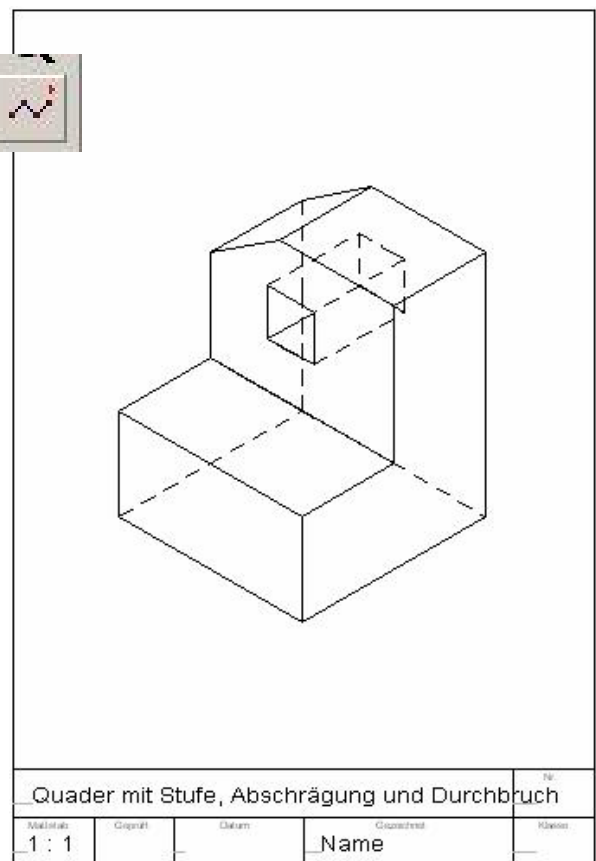 Nr.
Quader mit Stufe, Abschrägung und Durchbruch
Maßstab Geprüft Datum Gezeichnet Klasse
1 : 1 Name